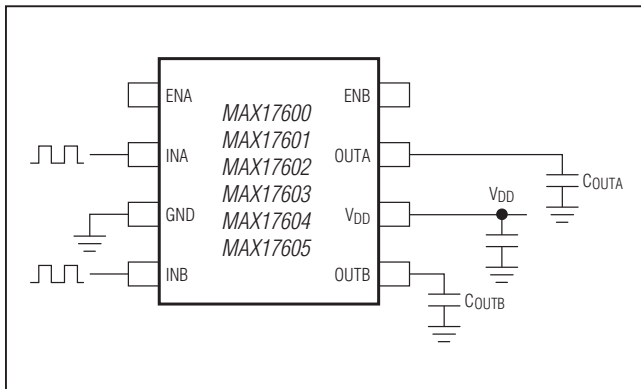 ENA
INA
GND
INB
MAX17600
MAX17601
MAX17602
MAX17603
MAX17604
MAX17605
ENB
OUTA
VDD
OUTB
COUTA
VDD
COUTB